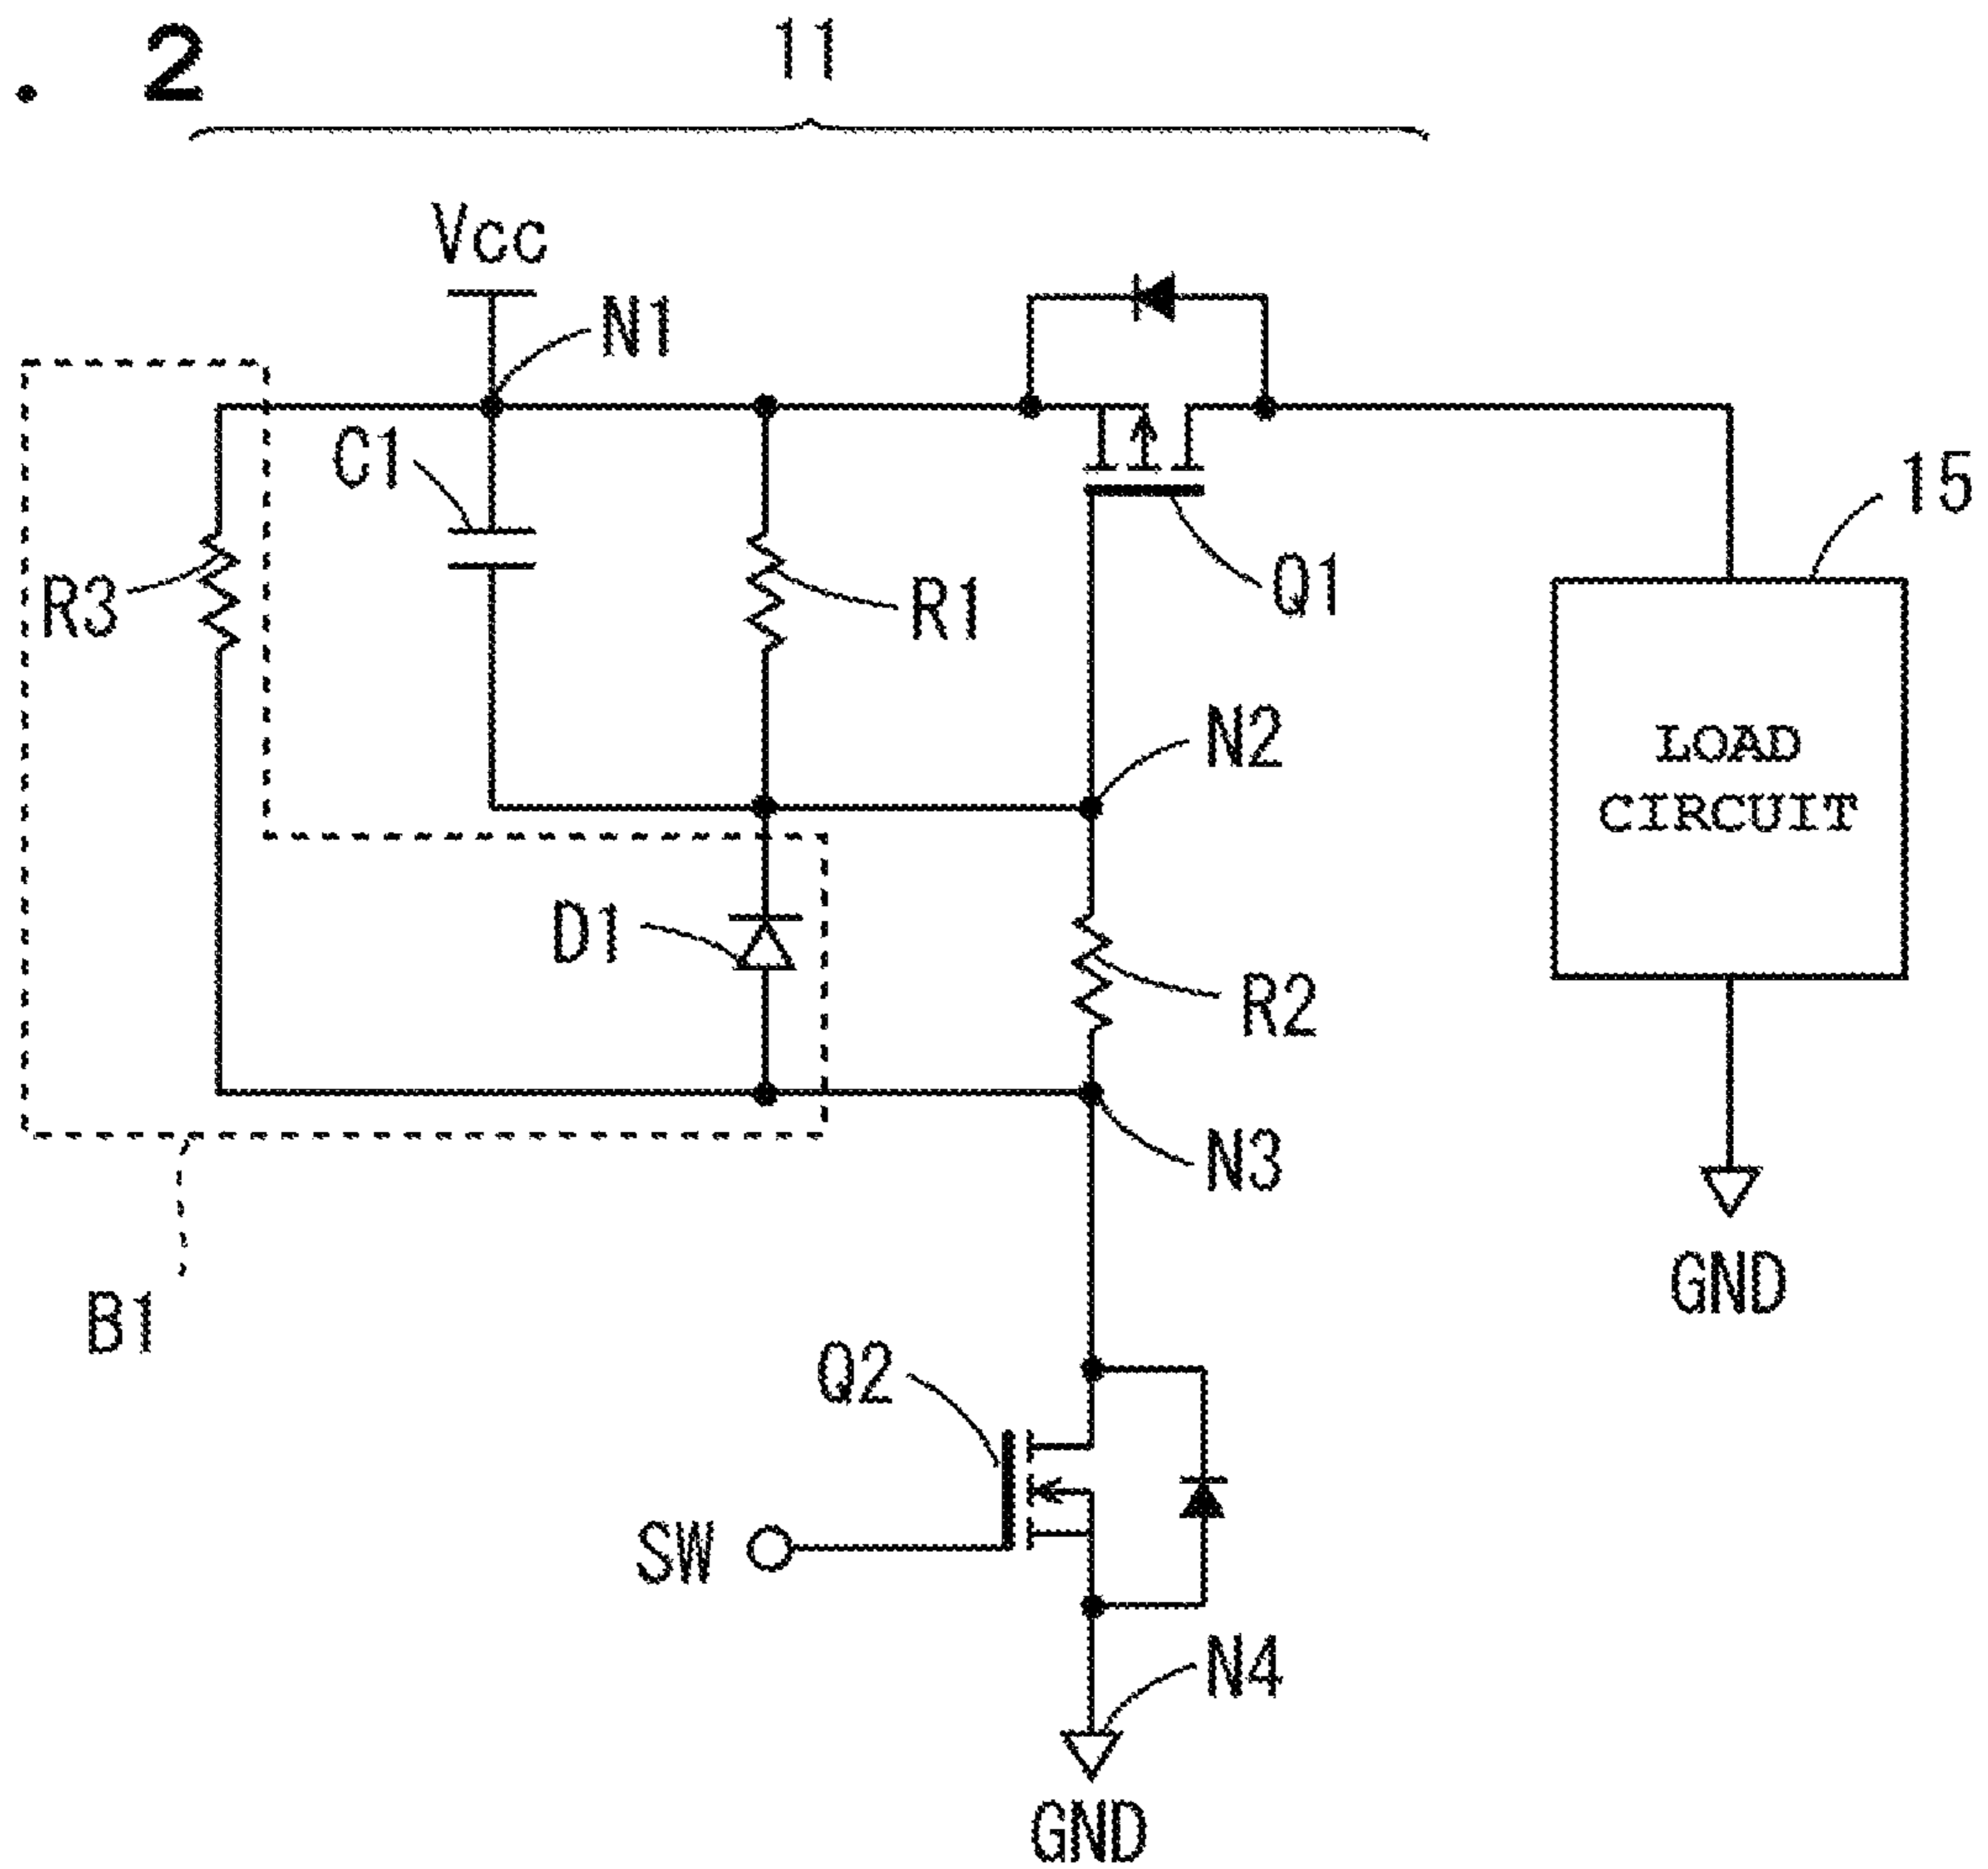 . 2
11
Vcc
N1
C1
R3
R1
Q1
15
N2
LOAD
CIRCUIT
D1
R2
N3
GND
B1
Q2
SW
N4
GND